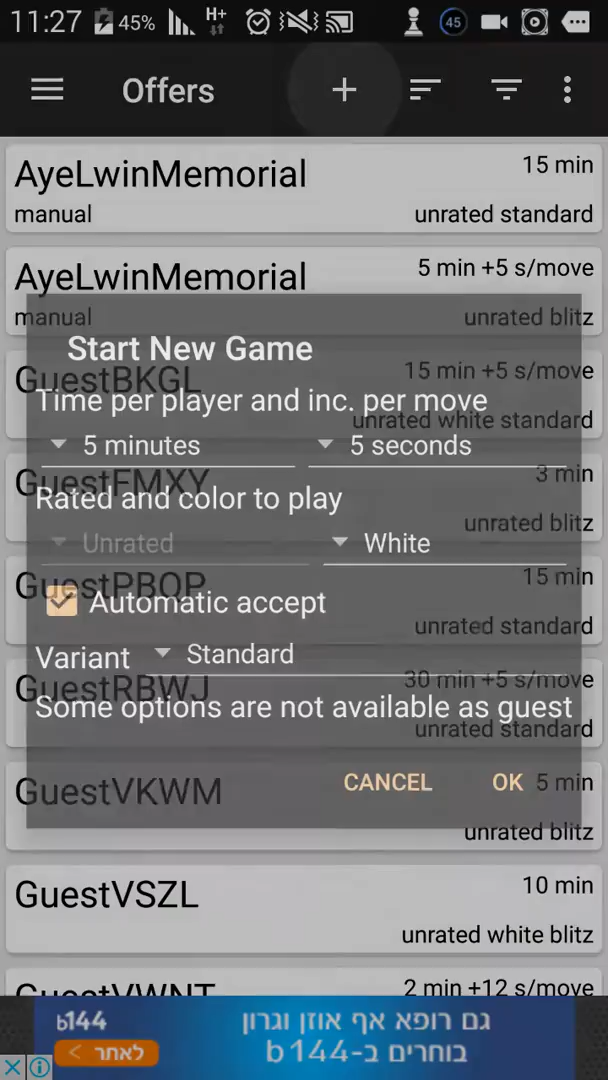 11:27 45% H+ 45
Offers
AyeLwinMemorial 15 min
manual unrated standard
AyeLwinMemorial 5 min +5 s/move
manual unrated blitz
Start New Game
GuestBKGL 15 min +5 s/move
Time per player and inc. per move
unrated white standard
5 minutes 5 seconds
GuestFMXY 3 min
Rated and color to play
unrated blitz
Unrated White
GuestPBQP 15 min
Automatic accept
unrated standard
Variant Standard
GuestRBWJ 30 min +5 s/move
Some options are not available as guest
unrated standard
CANCEL OK
GuestVKWM 5 min
unrated blitz
GuestVSZL 10 min
unrated white blitz
GuestVWNT 2 min +12 s/move
b144 גם רופא אף אוזן וגרון
לאתר > בוחרים ב-b144